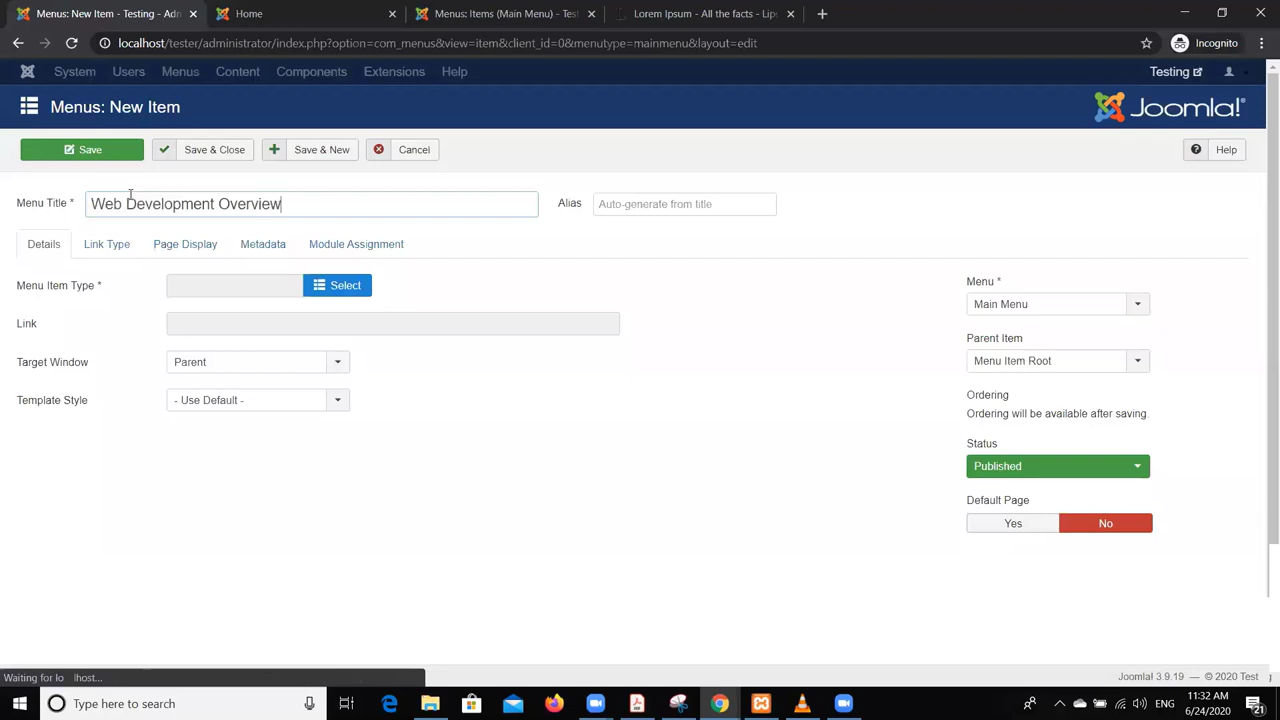 Menus: New Item - Testing - Adm
Home
Menus: Items (Main Menu) - Test
Lorem Ipsum - All the facts - Lips
localhost/tester/administrator/index.php?option=com_menus&view=item&client_id=0&menutype=mainmenu&layout=edit
Incognito
System Users Menus Content Components Extensions Help
Testing
Menus: New Item
Joomla!®
Save
Save & Close
Save & New
Cancel
Help
Menu Title *
Web Development Overview
Alias
Auto-generate from title
Details Link Type Page Display Metadata Module Assignment
Menu Item Type *
Select
Link
Target Window
Parent
Template Style
- Use Default -
Menu *
Main Menu
Parent Item
Menu Item Root
Ordering
Ordering will be available after saving.
Status
Published
Default Page
Yes
No
Waiting for lo lhost...
Joomla! 3.9.19 — © 2020 Test
Type here to search
ENG
11:32 AM
6/24/2020
21